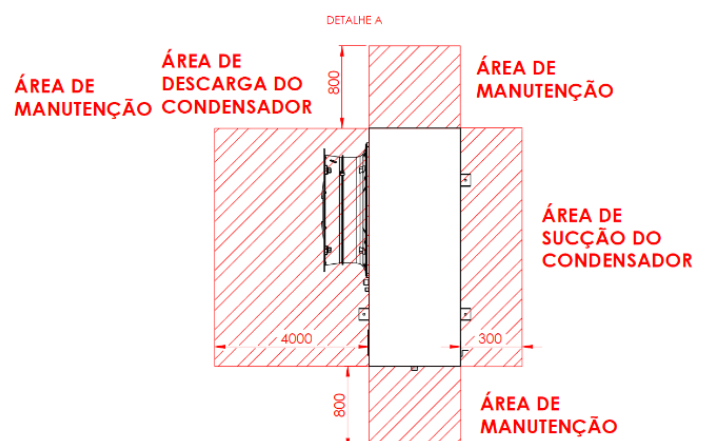 DETALHE A
ÁREA DE
MANUTENÇÃO
ÁREA DE
DESCARGA DO
CONDENSADOR
800
ÁREA DE
MANUTENÇÃO
ÁREA DE
SUCÇÃO DO
CONDENSADOR
4000
300
800
ÁREA DE
MANUTENÇÃO